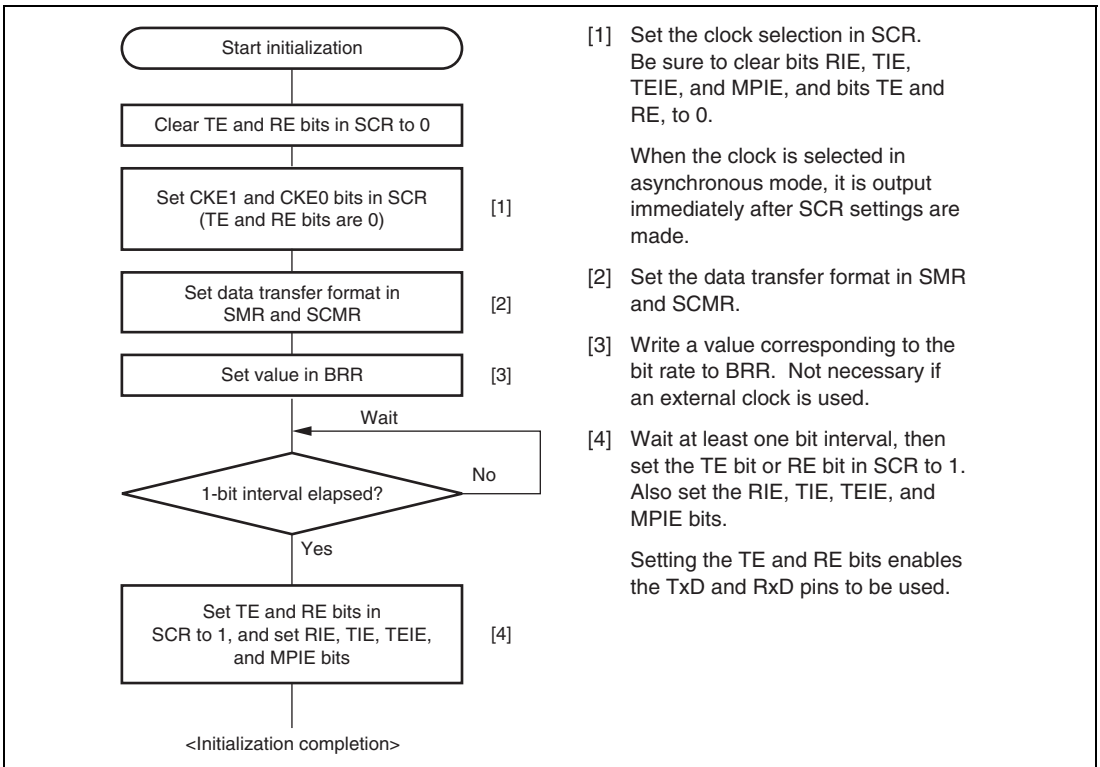 Start initialization
Clear TE and RE bits in SCR to 0
Set CKE1 and CKE0 bits in SCR
(TE and RE bits are 0)
[1]
Set data transfer format in
SMR and SCMR
[2]
Set value in BRR
[3]
Wait
1-bit interval elapsed?
No
Yes
Set TE and RE bits in
SCR to 1, and set RIE, TIE, TEIE,
and MPIE bits
[4]
<Initialization completion>
[1] Set the clock selection in SCR.
Be sure to clear bits RIE, TIE,
TEIE, and MPIE, and bits TE and
RE, to 0.
When the clock is selected in
asynchronous mode, it is output
immediately after SCR settings are
made.
[2] Set the data transfer format in SMR
and SCMR.
[3] Write a value corresponding to the
bit rate to BRR.  Not necessary if
an external clock is used.
[4] Wait at least one bit interval, then
set the TE bit or RE bit in SCR to 1.
Also set the RIE, TIE, TEIE, and
MPIE bits.
Setting the TE and RE bits enables
the TxD and RxD pins to be used.